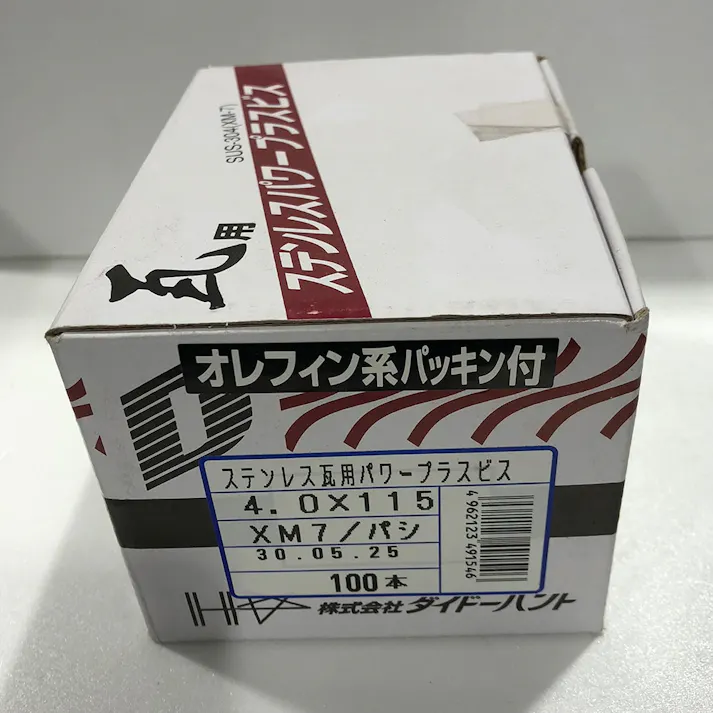 SUS-304(XM-7)
瓦用
ステンレスパワープラスビス
オレフィン系パッキン付
D
ステンレス瓦用パワープラスビス
4.0×115
XM7/パシ
30.05.25
100本
4 962123 491546
株式会社 ダイドーハント